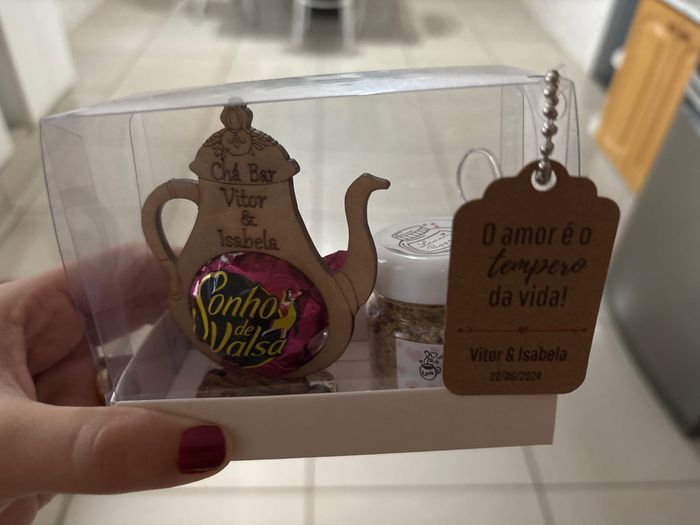 Chá Bar
Vitor
&
Isabela
Sonho
de
Valsa
O amor é o
tempero
da vida!
Vitor & Isabela
22/06/2024